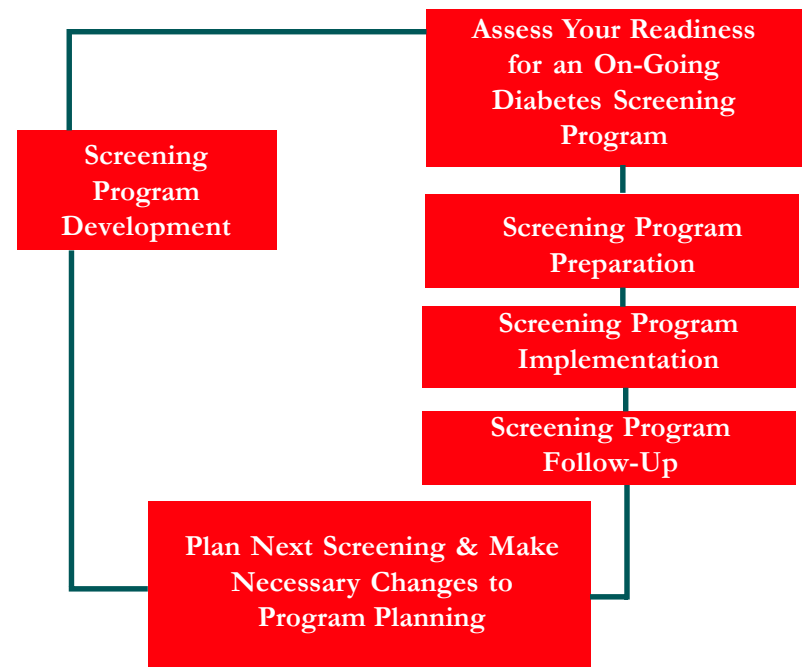 Assess Your Readiness
for an On-Going
Diabetes Screening
Program
Screening
Program
Development
Screening Program
Preparation
Screening Program
Implementation
Screening Program
Follow-Up
Plan Next Screening & Make
Necessary Changes to
Program Planning